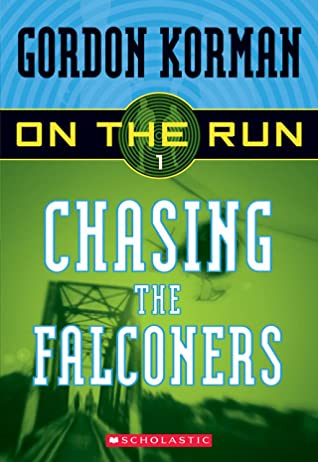 GORDON KORMAN
ON THE RUN
1
CHASING
THE
FALCONERS
SCHOLASTIC